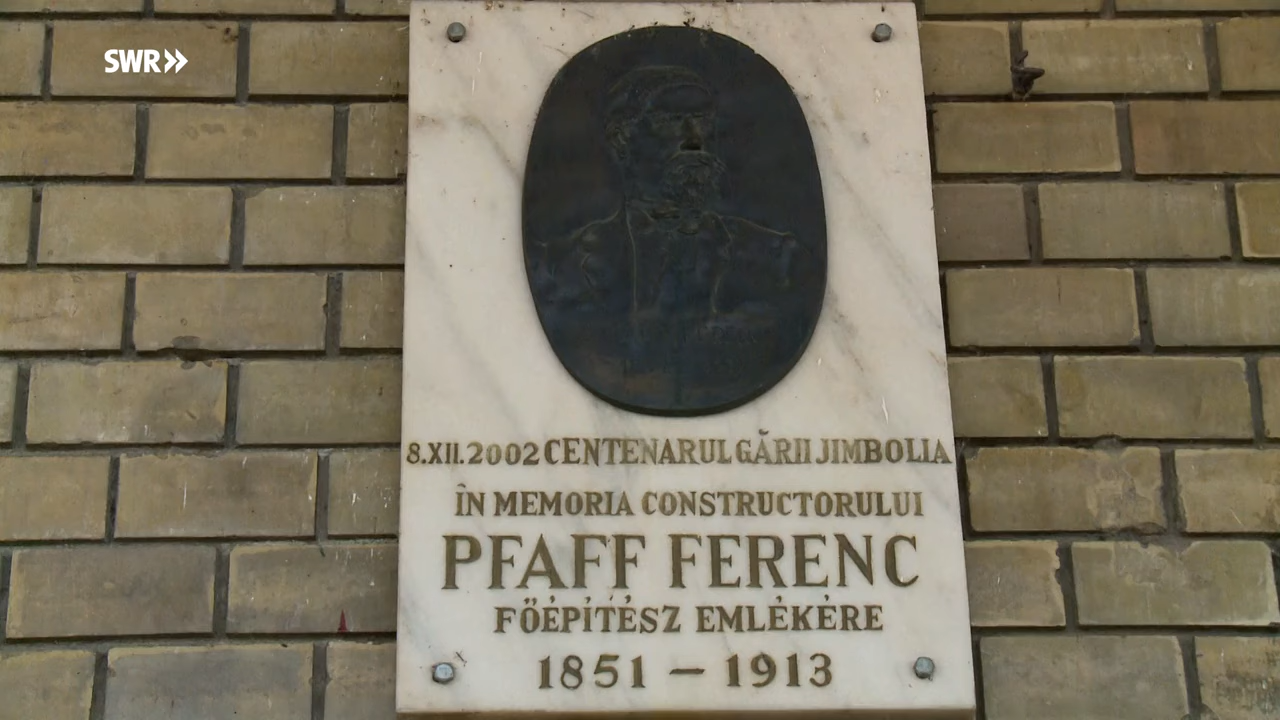 SWR
8.XII.2002 CENTENARUL GĂRII JIMBOLIA
ÎN MEMORIA CONSTRUCTORULUI
PFAFF FERENC
FŐÉPÍTÉSZ EMLÉKÉRE
1851 – 1913